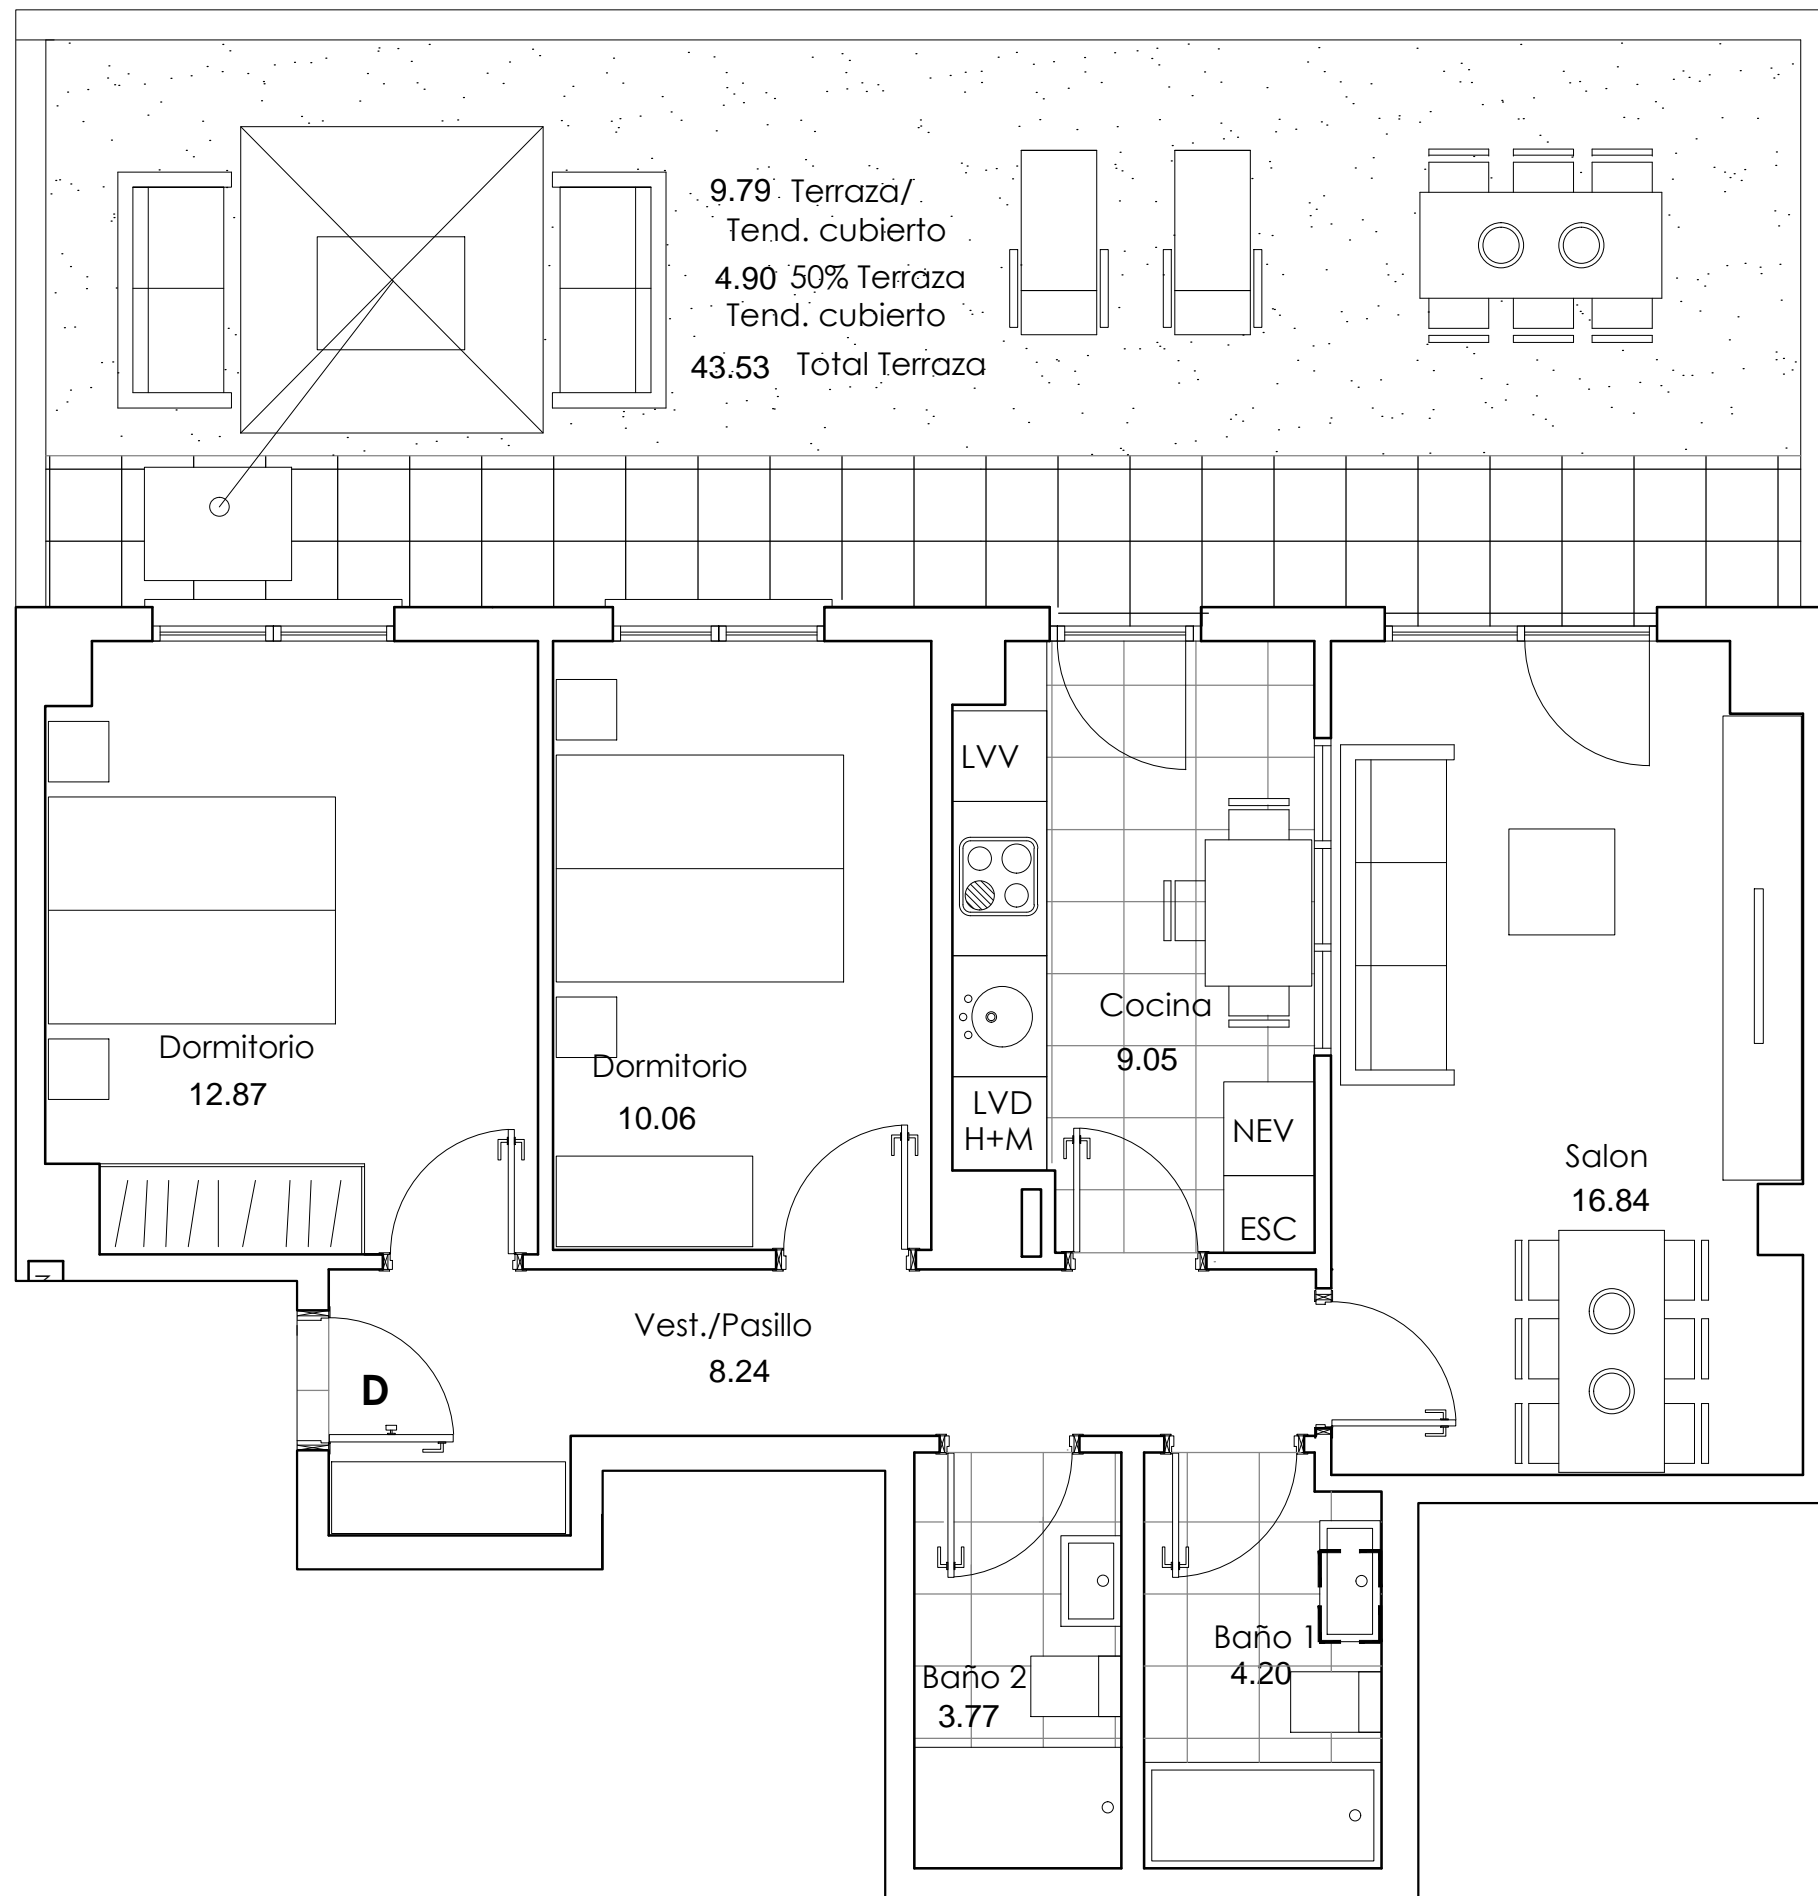 9.79 Terraza/
Tend. cubierto
4.90 50% Terraza
Tend. cubierto
43.53 Total Terraza
LVV
Cocina
9.05
LVD
H+M
NEV
ESC
Dormitorio
12.87
Dormitorio
10.06
Salon
16.84
Vest./Pasillo
8.24
D
Baño 2
3.77
Baño 1
4.20